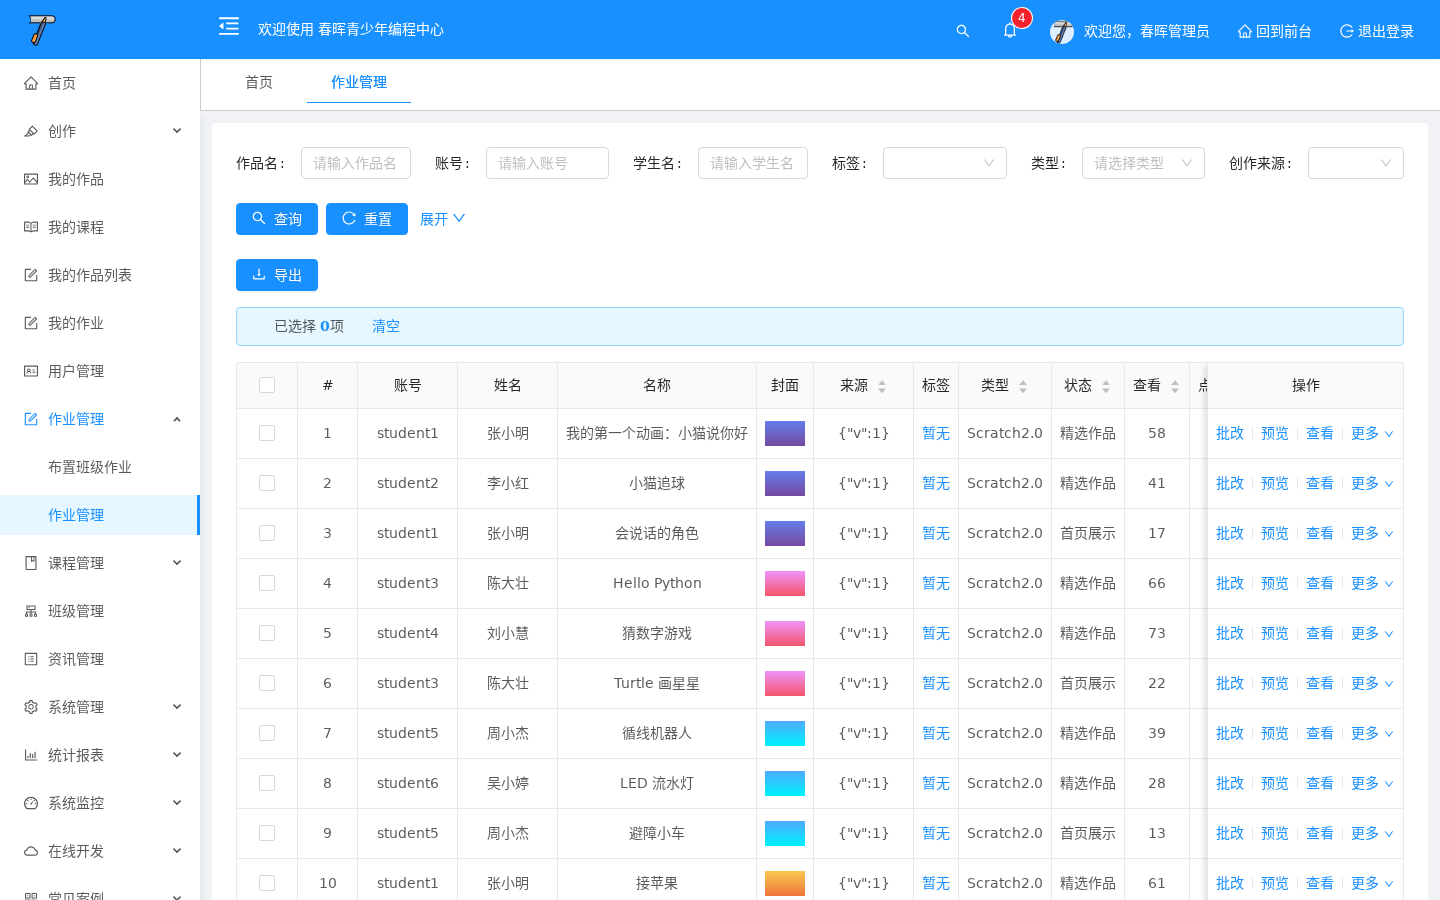 欢迎使用 春晖青少年编程中心
4
欢迎您，春晖管理员
回到前台
退出登录
首页
创作
我的作品
我的课程
我的作品列表
我的作业
用户管理
作业管理
布置班级作业
作业管理
课程管理
班级管理
资讯管理
系统管理
统计报表
系统监控
在线开发
常见案例
首页 作业管理
作品名： 请输入作品名 账号： 请输入账号 学生名： 请输入学生名 标签： 类型： 请选择类型 创作来源：
查询 重置 展开
导出
已选择 0项 清空
# 账号 姓名 名称 封面 来源 标签 类型 状态 查看 点 操作
1 student1 张小明 我的第一个动画：小猫说你好 {"v":1} 暂无 Scratch2.0 精选作品 58 批改 预览 查看 更多
2 student2 李小红 小猫追球 {"v":1} 暂无 Scratch2.0 精选作品 41 批改 预览 查看 更多
3 student1 张小明 会说话的角色 {"v":1} 暂无 Scratch2.0 首页展示 17 批改 预览 查看 更多
4 student3 陈大壮 Hello Python {"v":1} 暂无 Scratch2.0 精选作品 66 批改 预览 查看 更多
5 student4 刘小慧 猜数字游戏 {"v":1} 暂无 Scratch2.0 精选作品 73 批改 预览 查看 更多
6 student3 陈大壮 Turtle 画星星 {"v":1} 暂无 Scratch2.0 首页展示 22 批改 预览 查看 更多
7 student5 周小杰 循线机器人 {"v":1} 暂无 Scratch2.0 精选作品 39 批改 预览 查看 更多
8 student6 吴小婷 LED 流水灯 {"v":1} 暂无 Scratch2.0 精选作品 28 批改 预览 查看 更多
9 student5 周小杰 避障小车 {"v":1} 暂无 Scratch2.0 首页展示 13 批改 预览 查看 更多
10 student1 张小明 接苹果 {"v":1} 暂无 Scratch2.0 精选作品 61 批改 预览 查看 更多